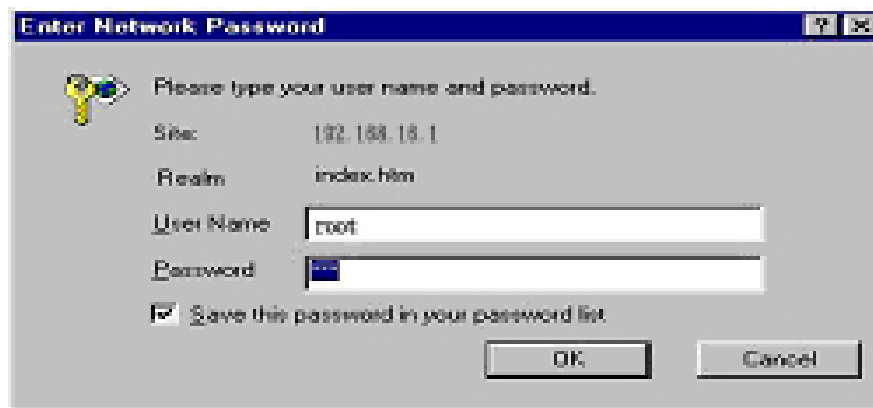 Enter Network Password
Please type your user name and password.
Site: 192.168.16.1
Realm index.htm
User Name root
Password ****
Save this password in your password list
OK Cancel